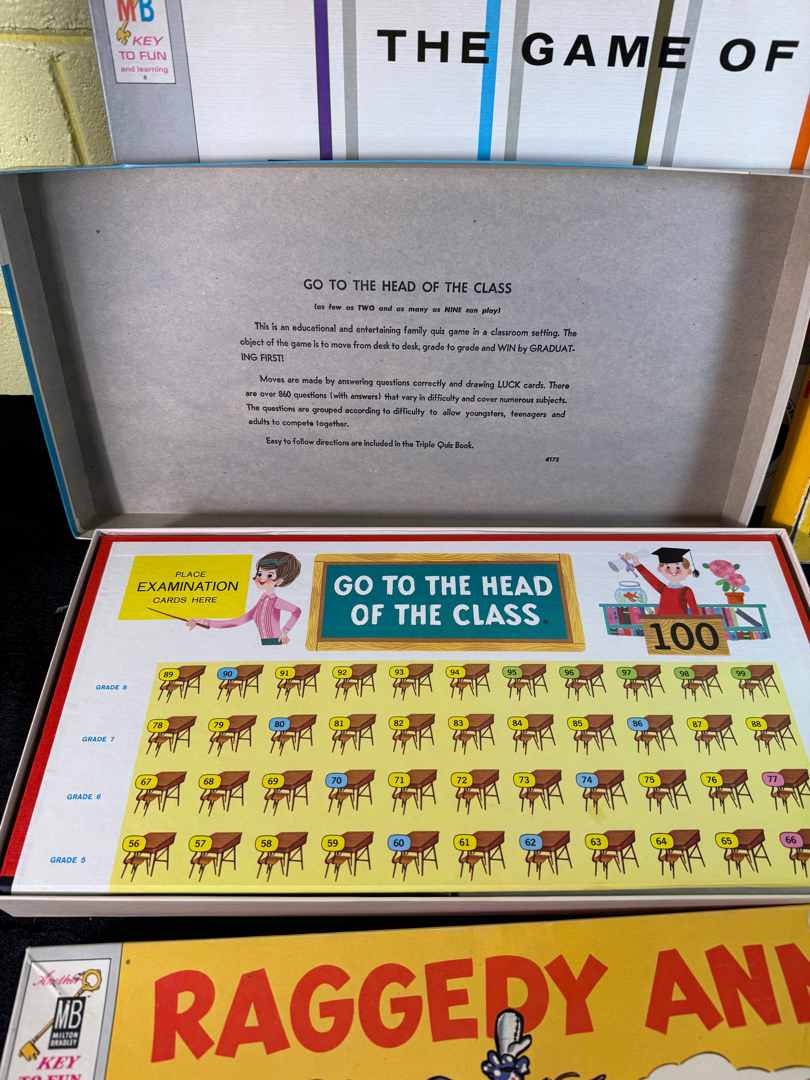 MB
KEY
TO FUN
and learning
THE GAME OF
GO TO THE HEAD OF THE CLASS
(as few as TWO and as many as NINE can play)
This is an educational and entertaining family quiz game in a classroom setting. The
object of the game is to move from desk to desk, grade to grade and WIN by GRADUAT-
ING FIRST!
Moves are made by answering questions correctly and drawing LUCK cards. There
are over 860 questions (with answers) that vary in difficulty and cover numerous subjects.
The questions are grouped according to difficulty to allow youngsters, teenagers and
adults to compete together.
Easy to follow directions are included in the Triple Quiz Book.
4175
PLACE
EXAMINATION
CARDS HERE
GO TO THE HEAD
OF THE CLASS
100
GRADE 8 89 90 91 92 93 94 95 96 97 98 99
GRADE 7 78 79 80 81 82 83 84 85 86 87 88
GRADE 6 67 68 69 70 71 72 73 74 75 76 77
GRADE 5 56 57 58 59 60 61 62 63 64 65 66
Another
MB
MILTON
BRADLEY
KEY
TO FUN
RAGGEDY ANN